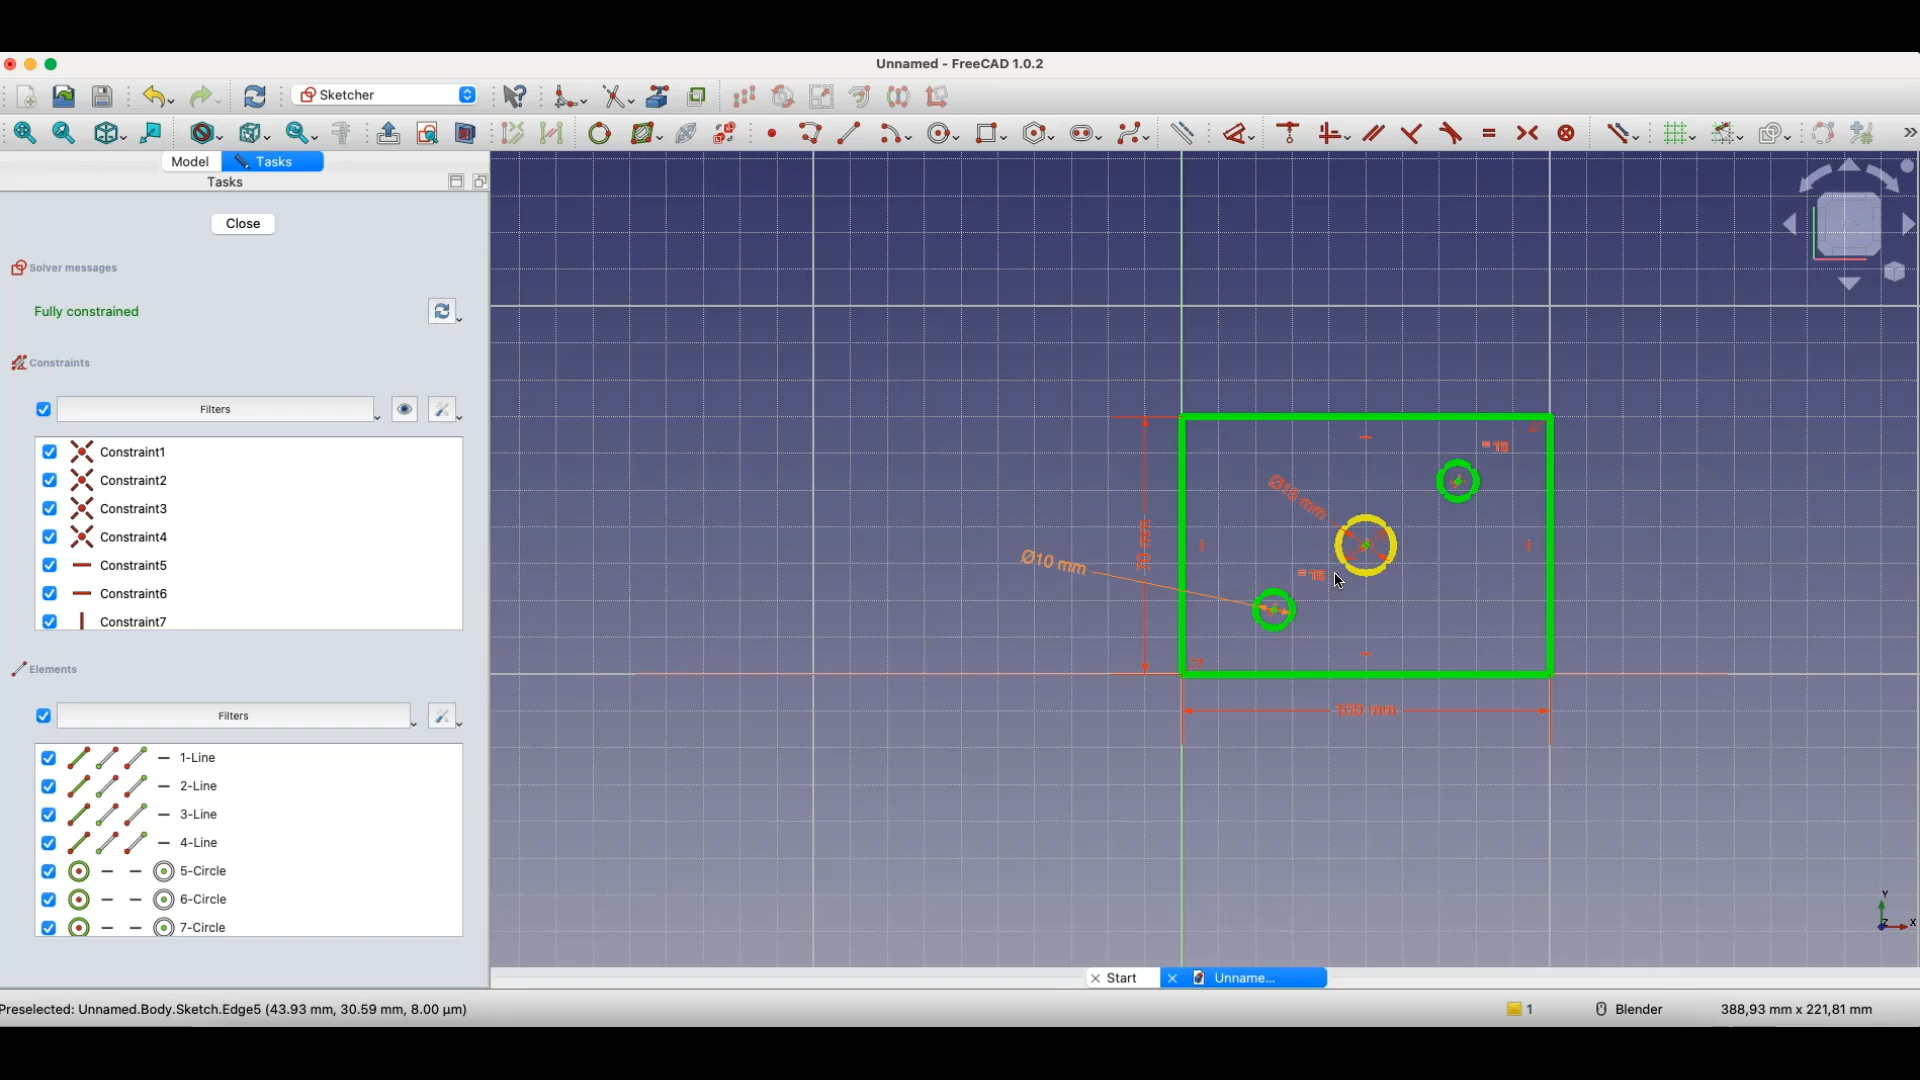 Unnamed - FreeCAD 1.0.2
Sketcher
Model
Tasks
Tasks
Close
Solver messages
Fully constrained
Constraints
Filters
Constraint1
Constraint2
Constraint3
Constraint4
Constraint5
Constraint6
Constraint7
Elements
Filters
1-Line
2-Line
3-Line
4-Line
5-Circle
6-Circle
7-Circle
= 15
Ø10 mm
= 15
70 mm
Y
Z
X
Start
Unname...
Preselected: Unnamed.Body.Sketch.Edge5 (43.93 mm, 30.59 mm, 8.00 µm)
1
Blender
388,93 mm x 221,81 mm